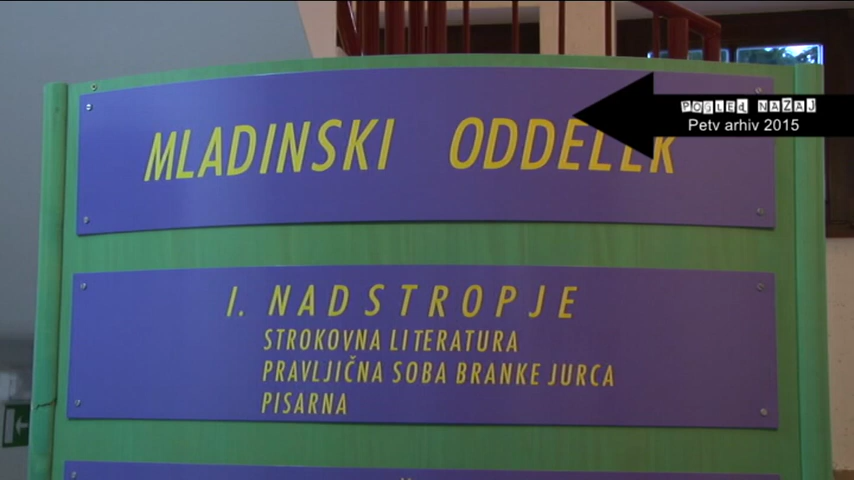 MLADINSKI ODDELEK
POGLED NAZAJ
Petv arhiv 2015
I. NADSTROPJE
STROKOVNA LITERATURA
PRAVLJIČNA SOBA BRANKE JURCA
PISARNA